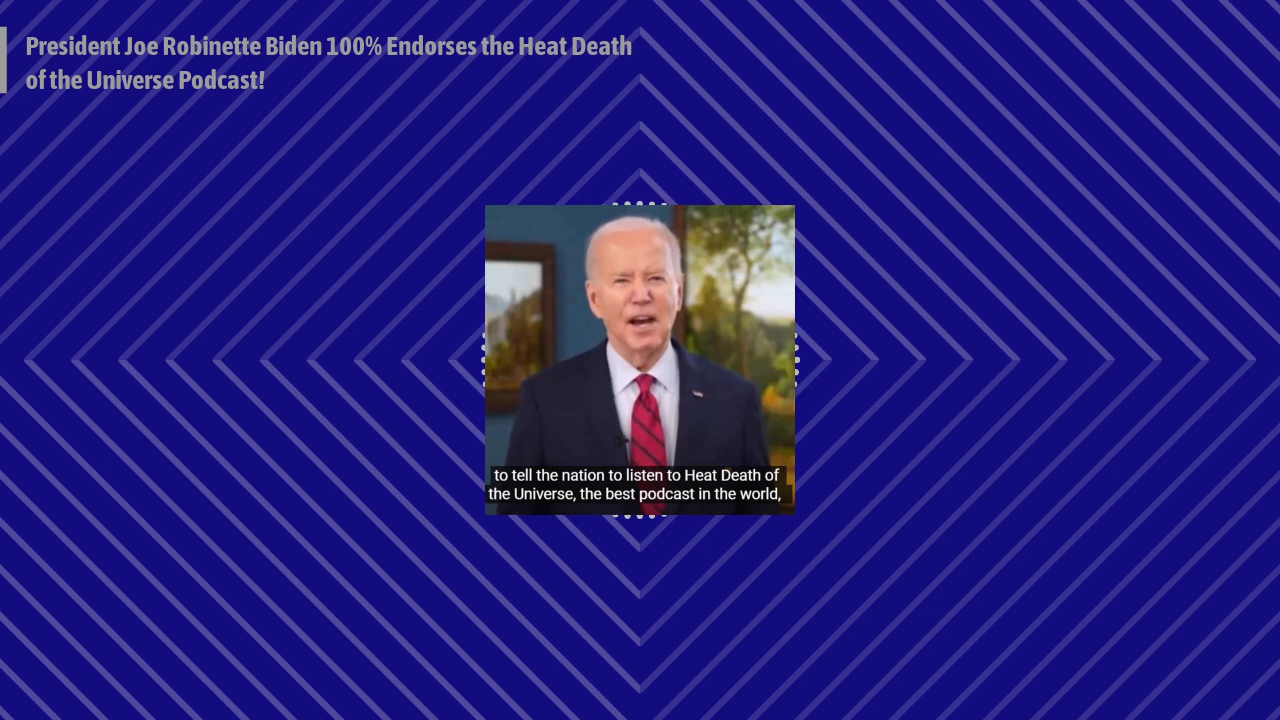 President Joe Robinette Biden 100% Endorses the Heat Death
of the Universe Podcast!
to tell the nation to listen to Heat Death of
the Universe, the best podcast in the world,